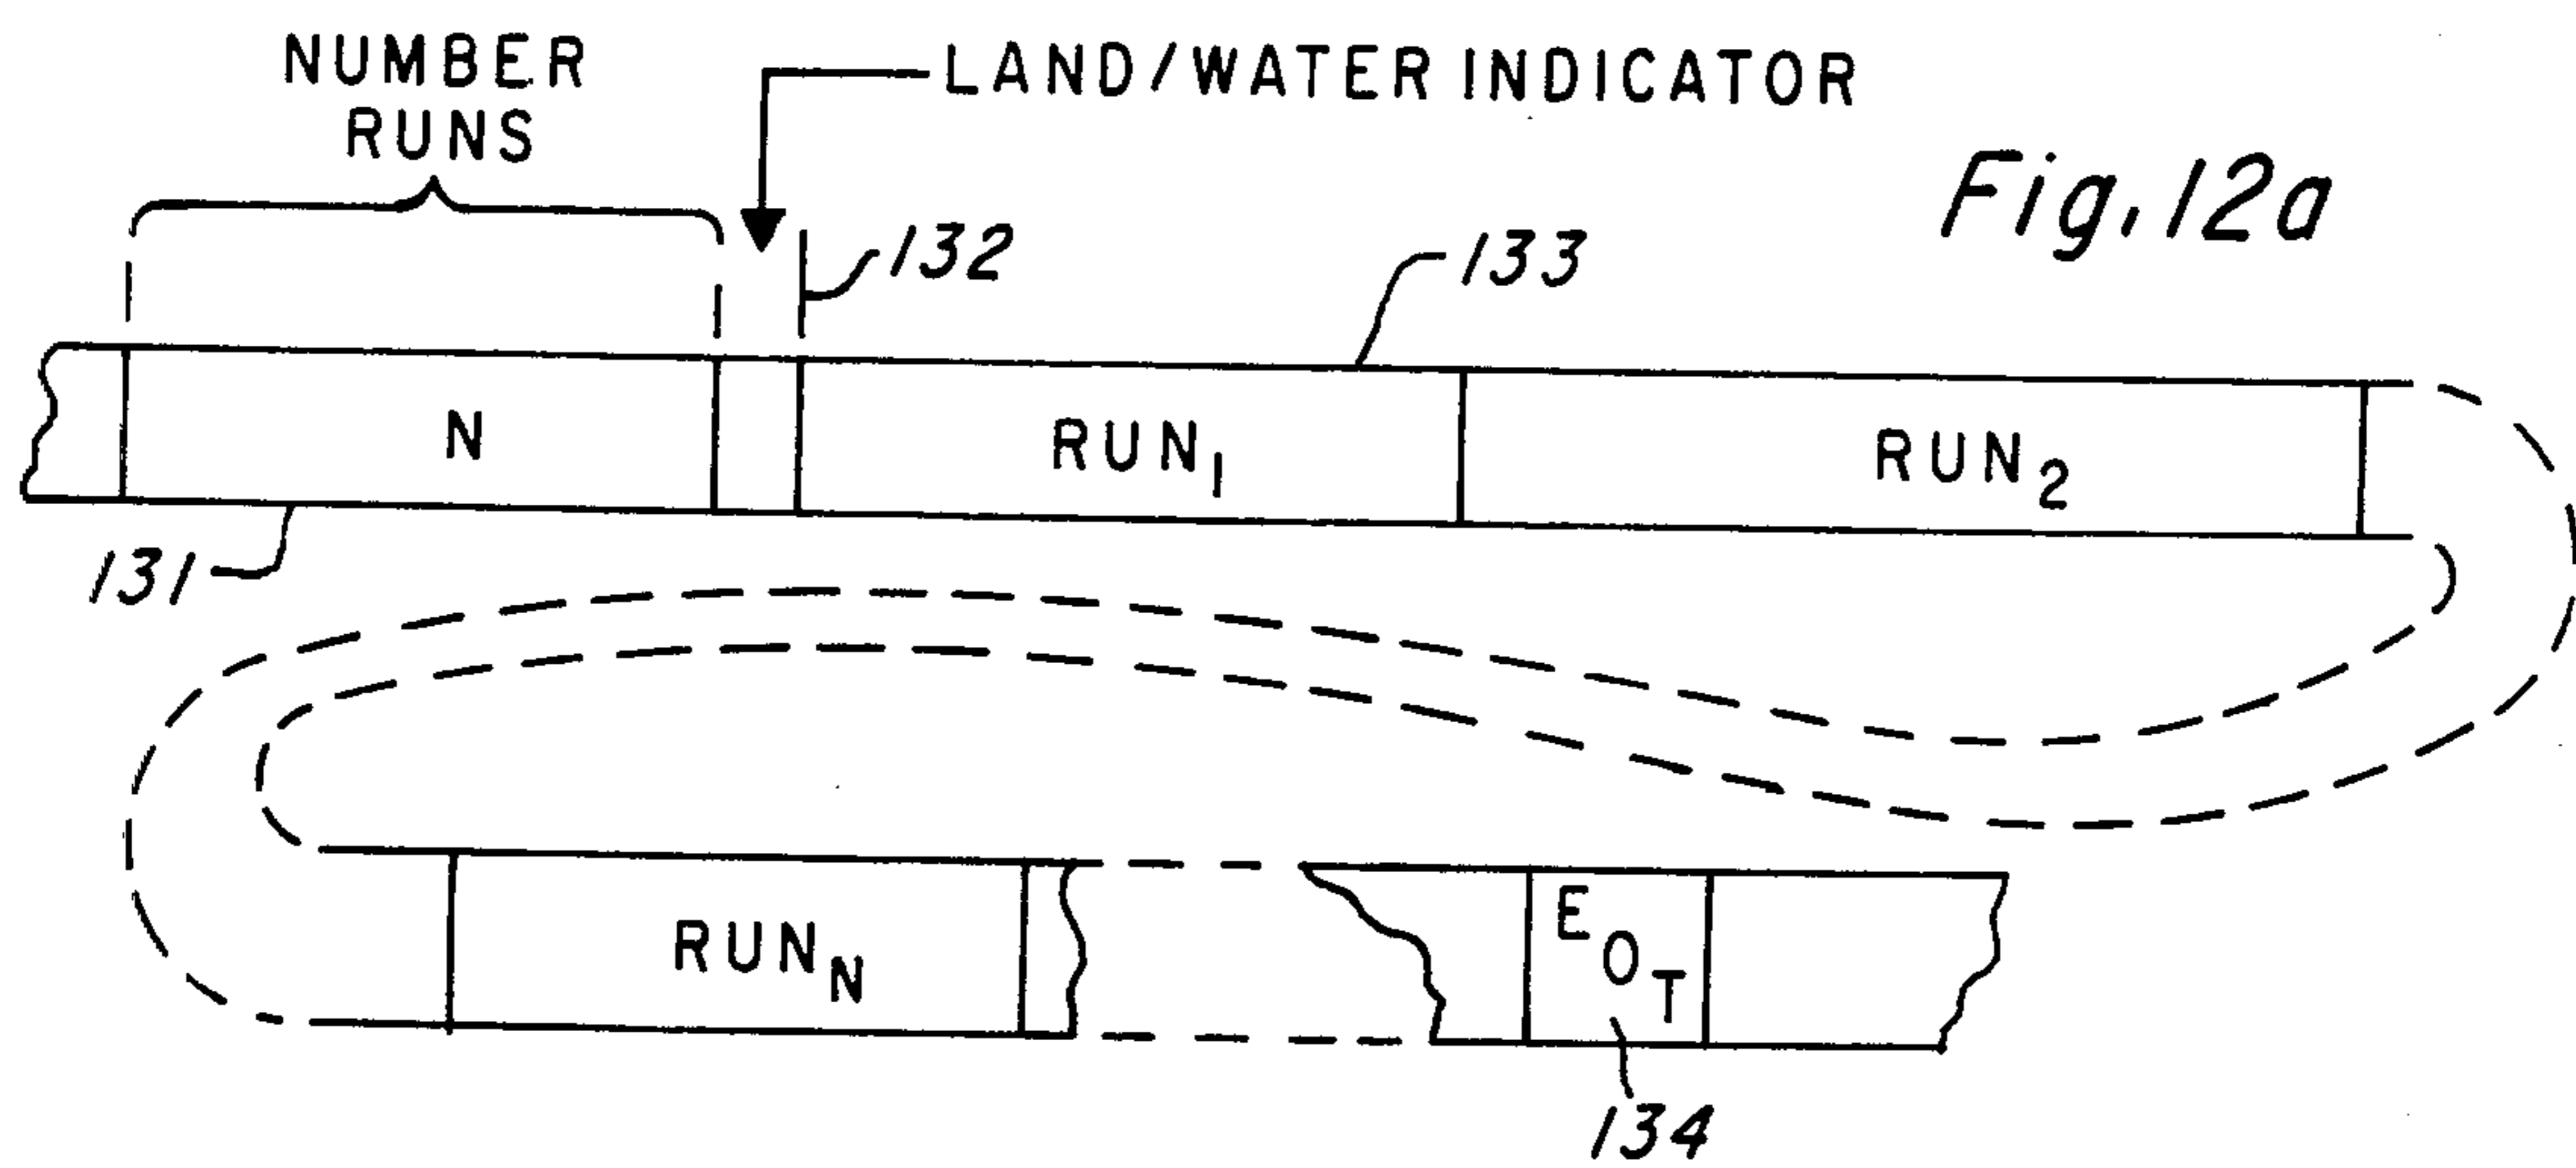 NUMBER
RUNS
LAND/WATER INDICATOR
Fig. 12a
132
133
N
RUN1
RUN2
131
RUNN
EOT
134